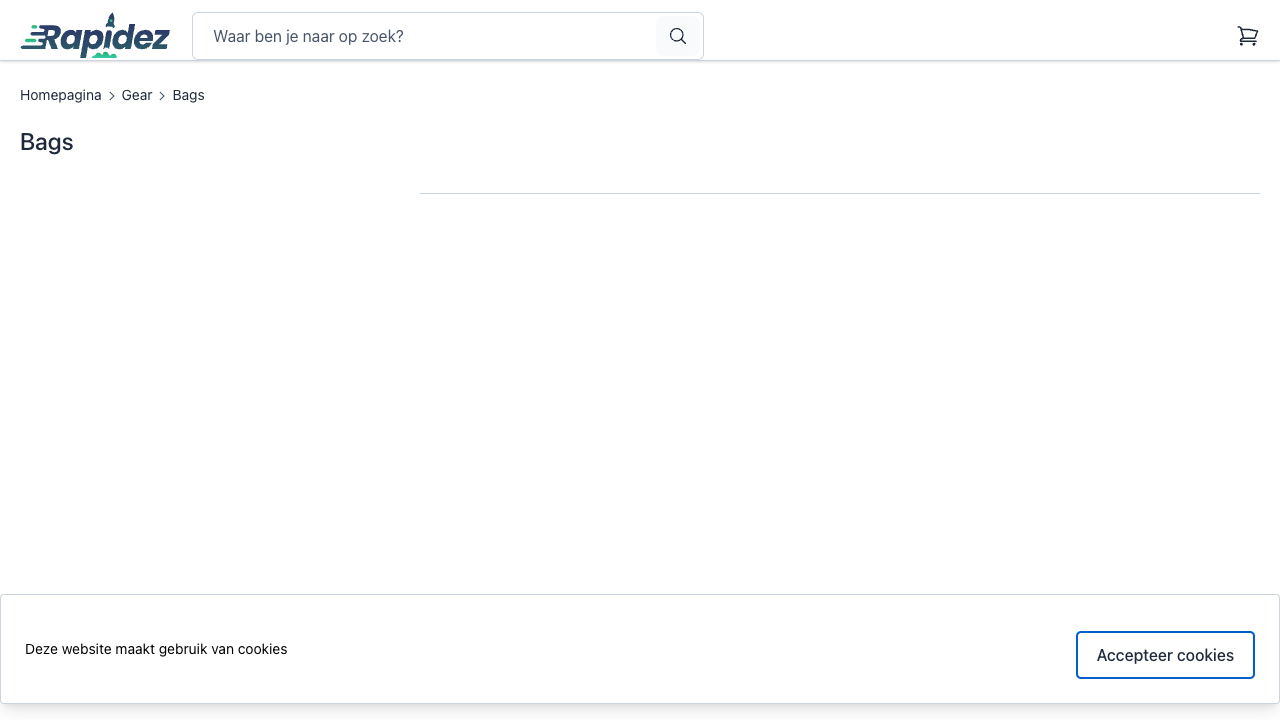 Rapidez
Waar ben je naar op zoek?
Homepagina
Gear
Bags
Bags
Deze website maakt gebruik van cookies
Accepteer cookies